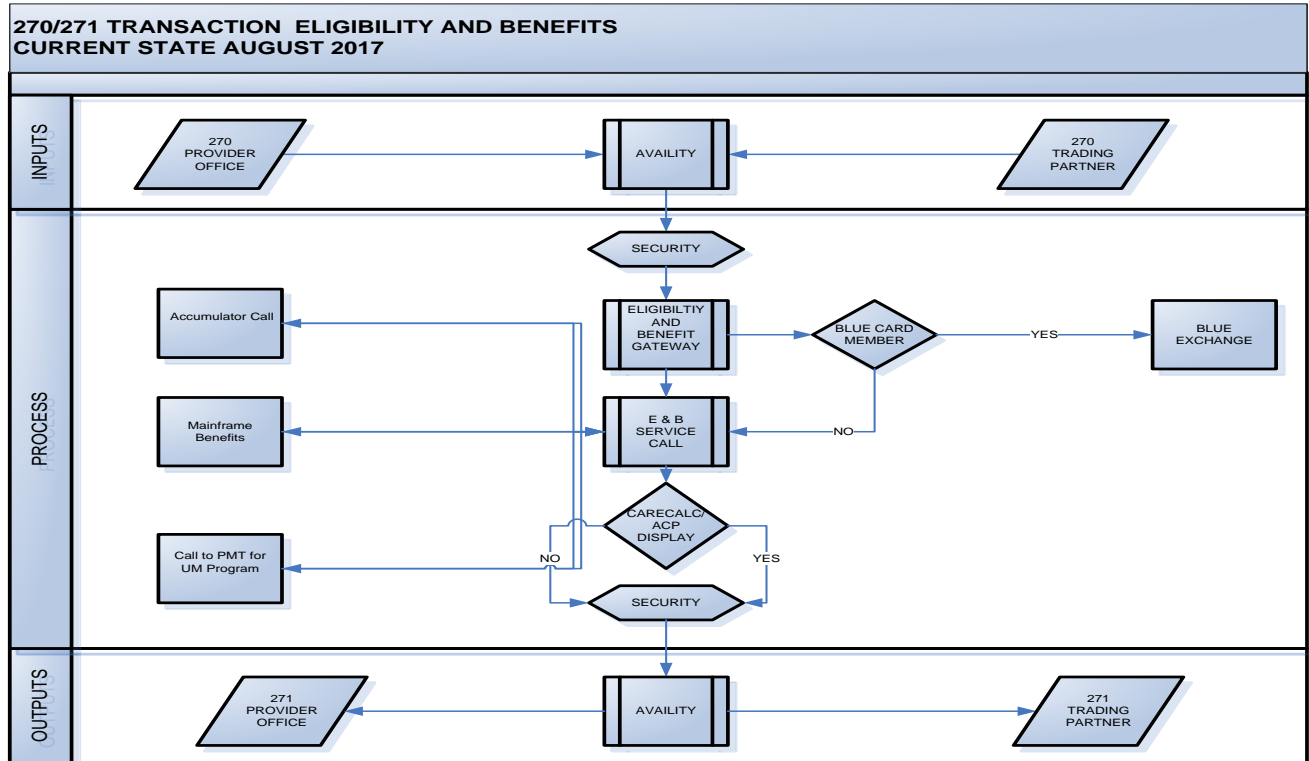 270/271 TRANSACTION ELIGIBILITY AND BENEFITS
CURRENT STATE AUGUST 2017
INPUTS
270
PROVIDER
OFFICE
AVAILITY
270
TRADING
PARTNER
PROCESS
SECURITY
Accumulator Call
ELIGIBILTIY
AND
BENEFIT
GATEWAY
BLUE CARD
MEMBER
YES
BLUE
EXCHANGE
Mainframe
Benefits
E & B
SERVICE
CALL
NO
CARECALC/
ACP
DISPLAY
Call to PMT for
UM Program
NO
YES
SECURITY
OUTPUTS
271
PROVIDER
OFFICE
AVAILITY
271
TRADING
PARTNER